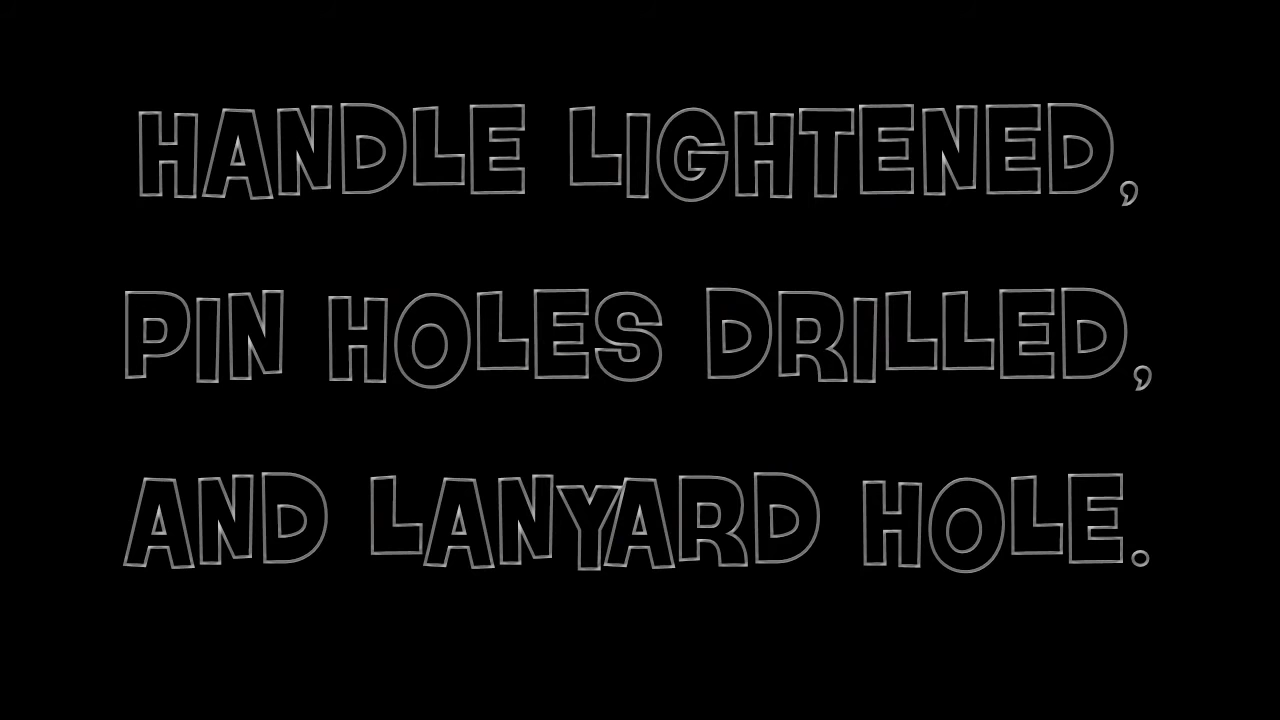 HANDLE LIGHTENED,
PIN HOLES DRILLED,
AND LANYARD HOLE.